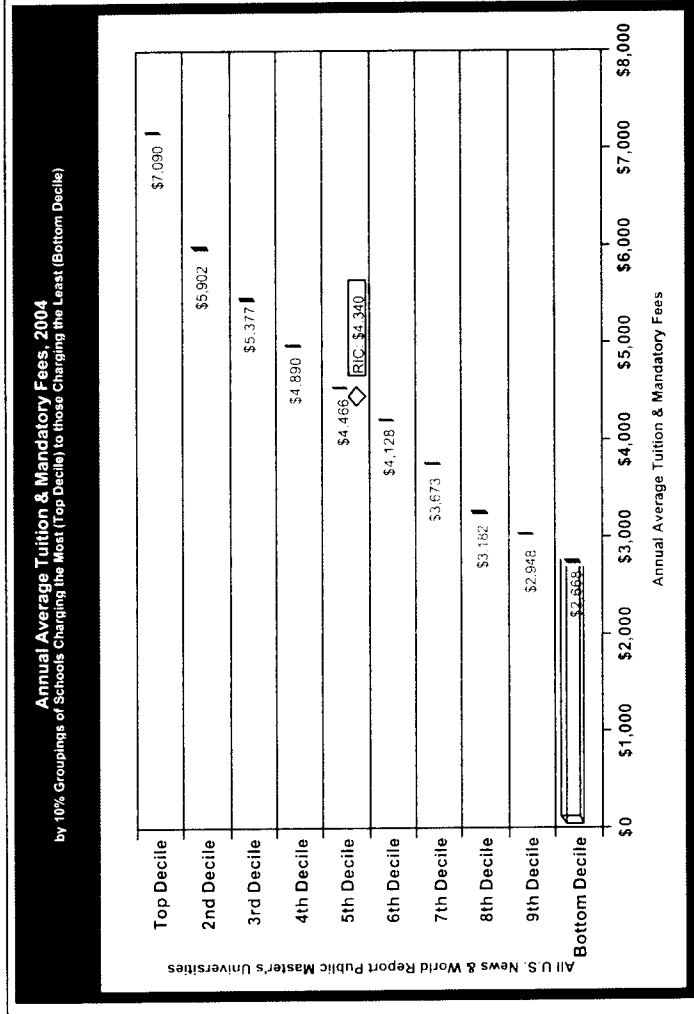 Annual Average Tuition & Mandatory Fees, 2004
by 10% Groupings of Schools Charging the Most (Top Decile) to those Charging the Least (Bottom Decile)
All U.S. News & World Report Public Master's Universities
Top Decile
$7,090
2nd Decile
$5,902
3rd Decile
$5,377
4th Decile
$4,890
5th Decile
$4,466
RIC: $4,340
6th Decile
$4,128
7th Decile
$3,673
8th Decile
$3,182
9th Decile
$2,948
Bottom Decile
$2,668
$0 $1,000 $2,000 $3,000 $4,000 $5,000 $6,000 $7,000 $8,000
Annual Average Tuition & Mandatory Fees